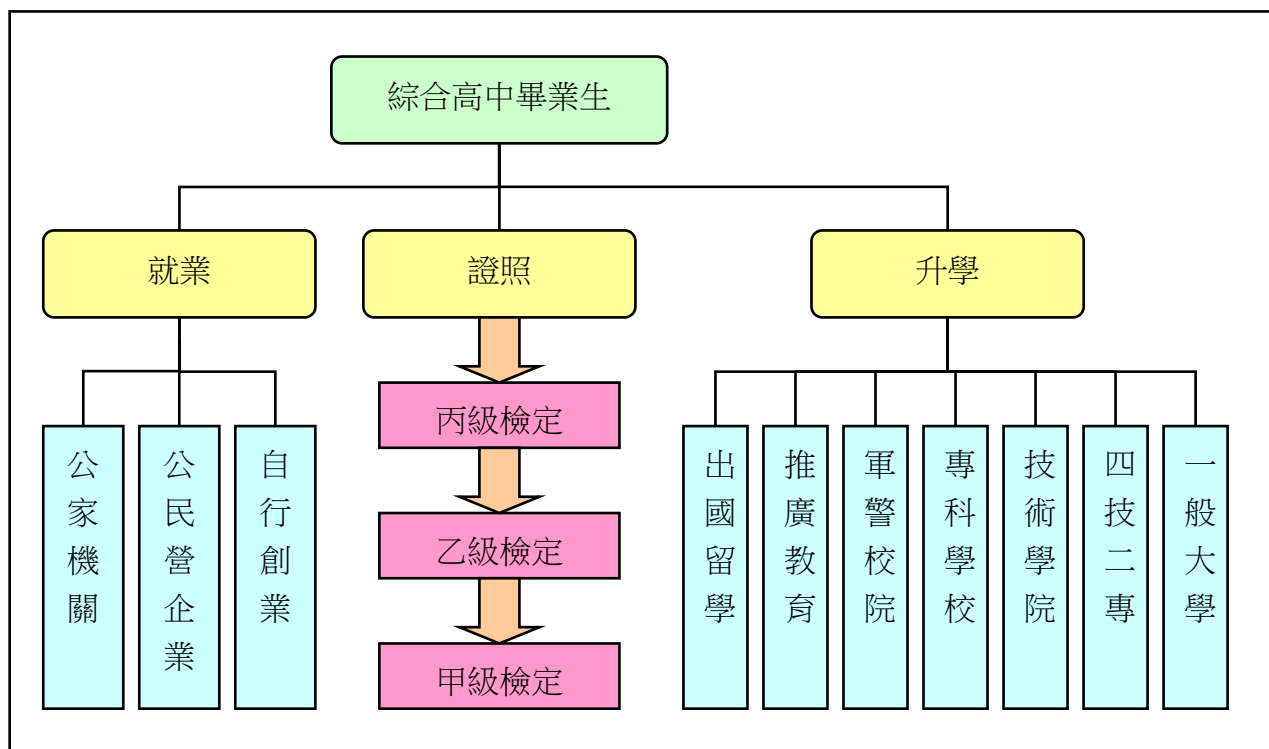 綜合高中畢業生
就業
證照
升學
丙級檢定
乙級檢定
甲級檢定
公家機關
公民營企業
自行創業
出國留學
推廣教育
軍警校院
專科學校
技術學院
四技二專
一般大學